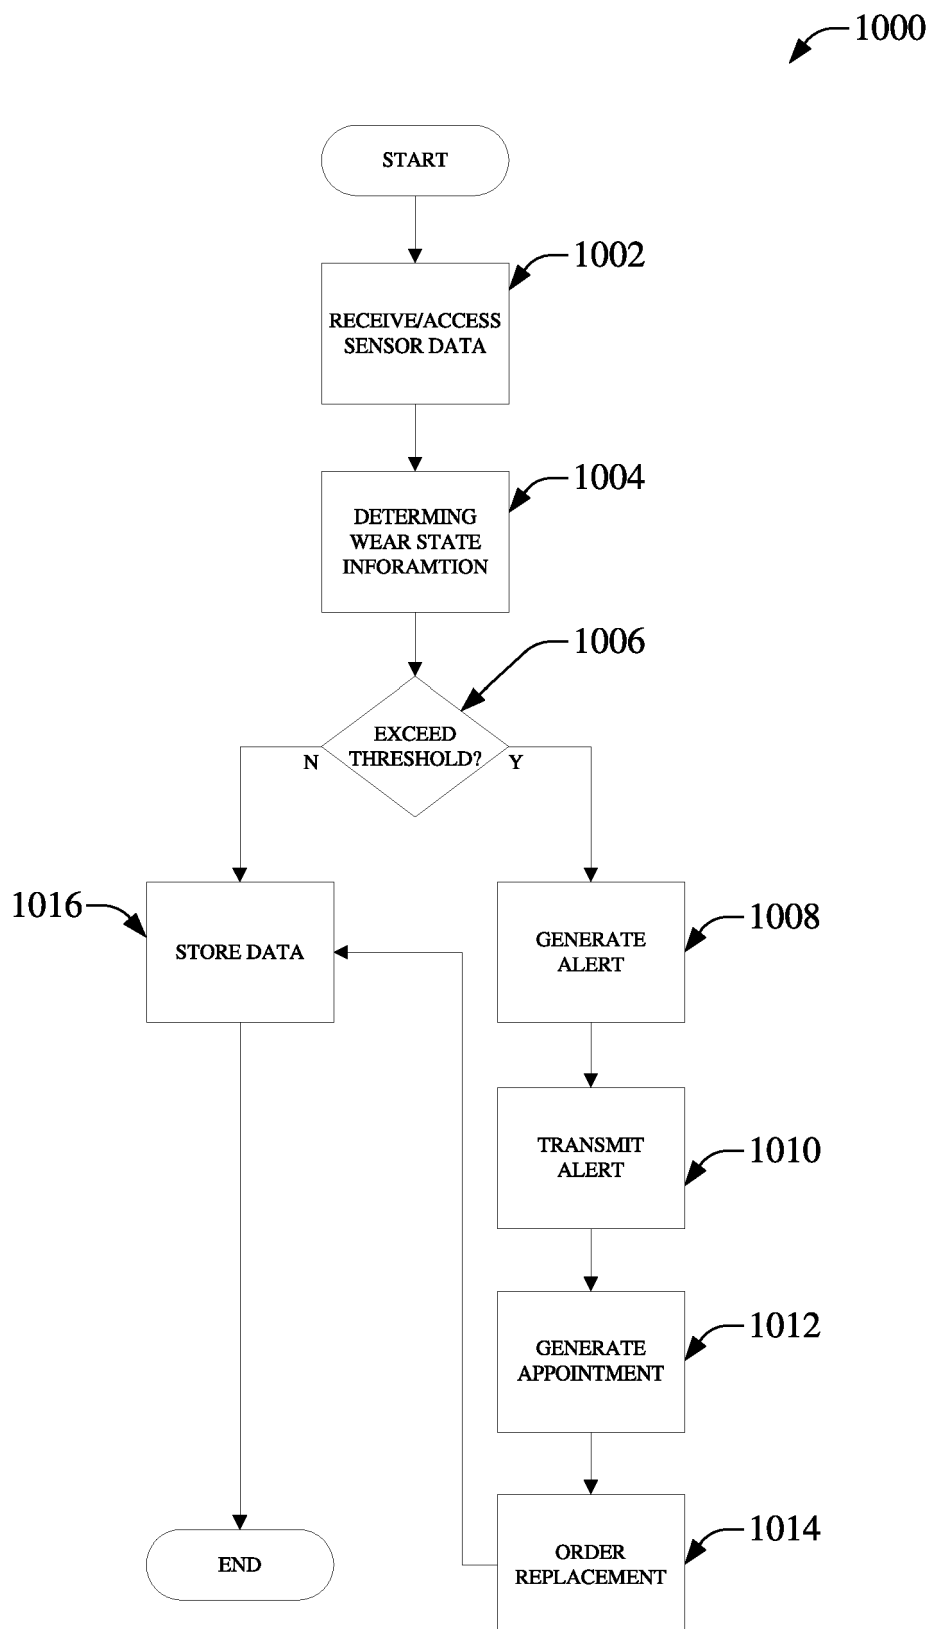 1000
START
1002
RECEIVE/ACCESS
SENSOR DATA
1004
DETERMING
WEAR STATE
INFORAMTION
1006
EXCEED
THRESHOLD?
N
Y
1016
STORE DATA
1008
GENERATE
ALERT
TRANSMIT
ALERT
1010
GENERATE
APPOINTMENT
1012
ORDER
REPLACEMENT
1014
END